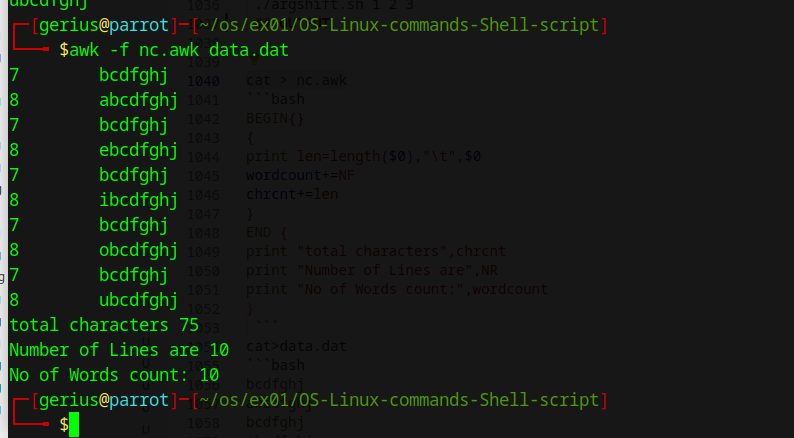 ubcdfghj
┌─[gerius@parrot]─[~/os/ex01/OS-Linux-commands-Shell-script]
└──╼ $awk -f nc.awk data.dat
7 bcdfghj
8 abcdfghj
7 bcdfghj
8 ebcdfghj
7 bcdfghj
8 ibcdfghj
7 bcdfghj
8 obcdfghj
7 bcdfghj
8 ubcdfghj
total characters 75
Number of Lines are 10
No of Words count: 10
┌─[gerius@parrot]─[~/os/ex01/OS-Linux-commands-Shell-script]
└──╼ $
1036 ./argshift.sh 1 2 3
1039
1040 cat > nc.awk
1041 ```bash
1042 BEGIN{}
1043 {
1044 print len=length($0),"\t",$0
1045 wordcount+=NF
1046 chrcnt+=len
1047 }
1048 END {
1049 print "total characters",chrcnt
1050 print "Number of Lines are",NR
1051 print "No of Words count:",wordcount
1052 }
1053 ```
cat>data.dat
```bash
bcdfghj
1058 bcdfghj